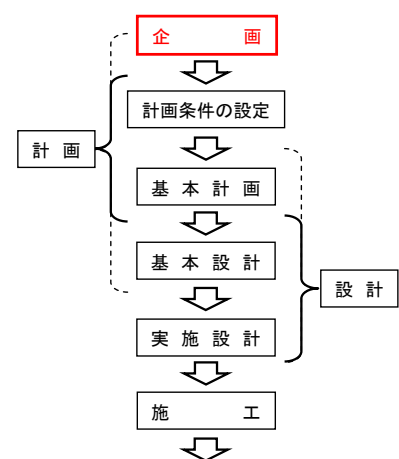 企　　　画
計画条件の設定
計　画
基　本　計　画
基　本　設　計
設　計
実　施　設　計
施　　　工